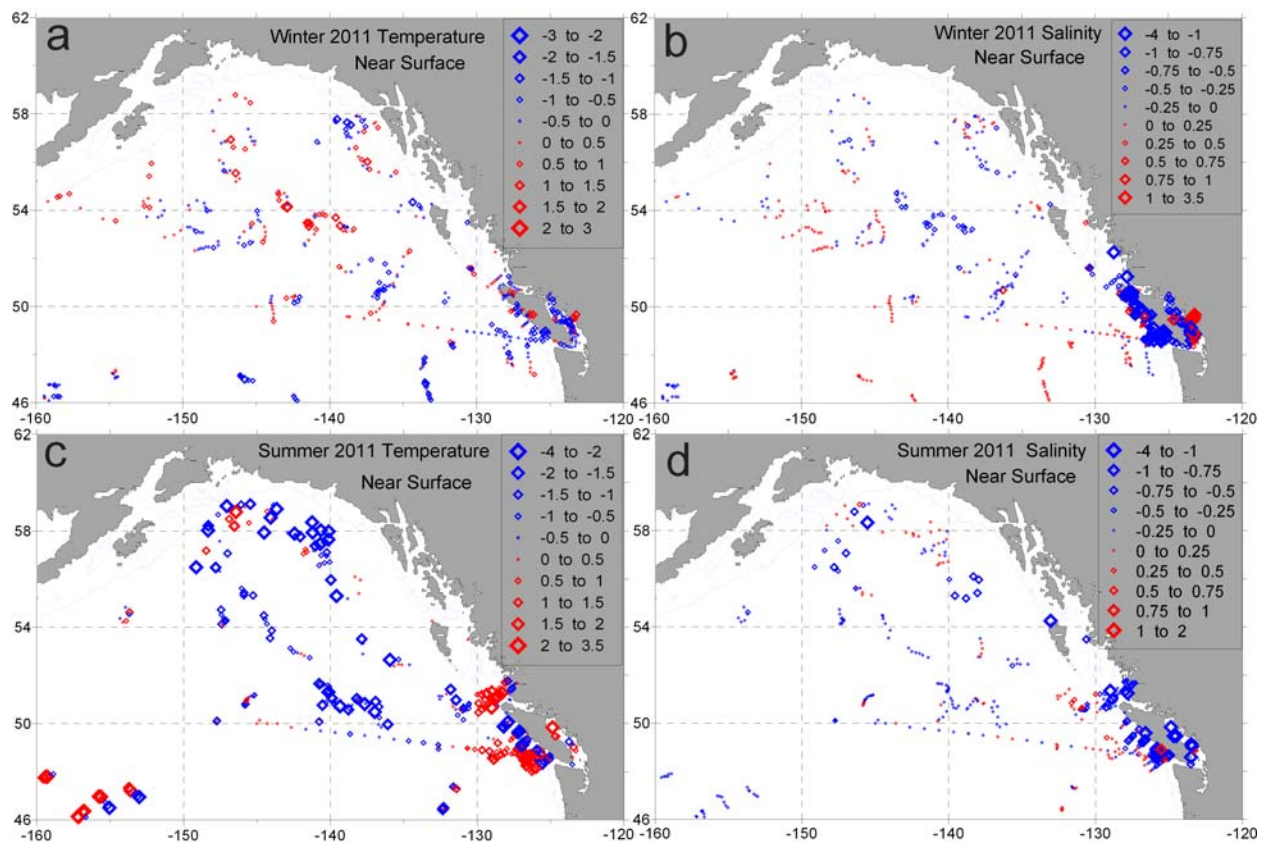 a
Winter 2011 Temperature
Near Surface
-3 to -2
-2 to -1.5
-1.5 to -1
-1 to -0.5
-0.5 to 0
0 to 0.5
0.5 to 1
1 to 1.5
1.5 to 2
2 to 3
62
58
54
50
46
-160
-150
-140
-130
-120
b
Winter 2011 Salinity
Near Surface
-4 to -1
-1 to -0.75
-0.75 to -0.5
-0.5 to -0.25
-0.25 to 0
0 to 0.25
0.25 to 0.5
0.5 to 0.75
0.75 to 1
1 to 3.5
62
58
54
50
46
-160
-150
-140
-130
-120
c
Summer 2011 Temperature
Near Surface
-4 to -2
-2 to -1.5
-1.5 to -1
-1 to -0.5
-0.5 to 0
0 to 0.5
0.5 to 1
1 to 1.5
1.5 to 2
2 to 3.5
62
58
54
50
46
-160
-150
-140
-130
-120
d
Summer 2011 Salinity
Near Surface
-4 to -1
-1 to -0.75
-0.75 to -0.5
-0.5 to -0.25
-0.25 to 0
0 to 0.25
0.25 to 0.5
0.5 to 0.75
0.75 to 1
1 to 2
62
58
54
50
46
-160
-150
-140
-130
-120